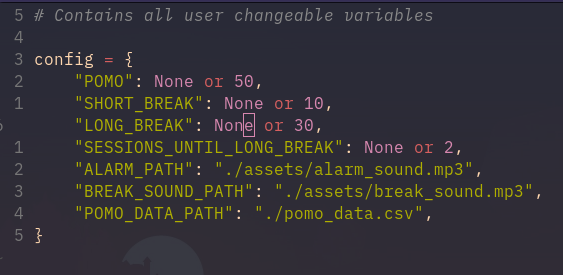 5 # Contains all user changeable variables
4
3 config = {
2     "POMO": None or 50,
1     "SHORT_BREAK": None or 10,
    "LONG_BREAK": None or 30,
1     "SESSIONS_UNTIL_LONG_BREAK": None or 2,
2     "ALARM_PATH": "./assets/alarm_sound.mp3",
3     "BREAK_SOUND_PATH": "./assets/break_sound.mp3",
4     "POMO_DATA_PATH": "./pomo_data.csv",
5 }